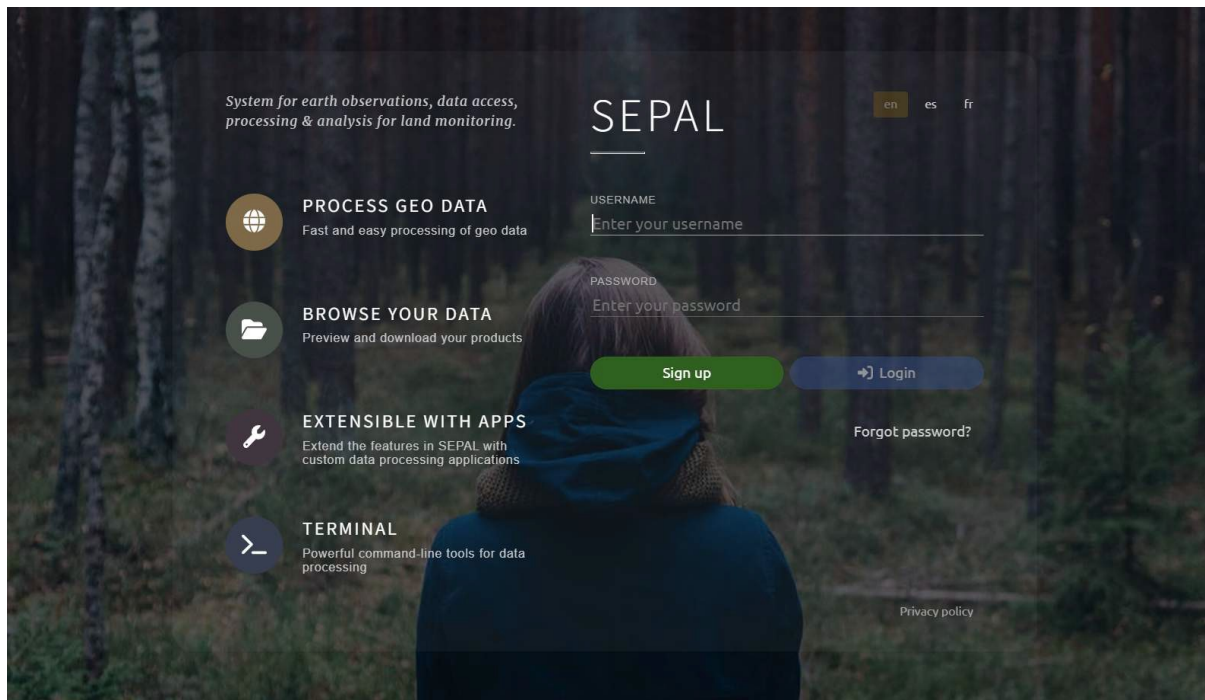 System for earth observations, data access,
processing & analysis for land monitoring.
PROCESS GEO DATA
Fast and easy processing of geo data
BROWSE YOUR DATA
Preview and download your products
EXTENSIBLE WITH APPS
Extend the features in SEPAL with
custom data processing applications
TERMINAL
Powerful command-line tools for data
processing
SEPAL
en es fr
USERNAME
Enter your username
PASSWORD
Enter your password
Sign up Login
Forgot password?
Privacy policy